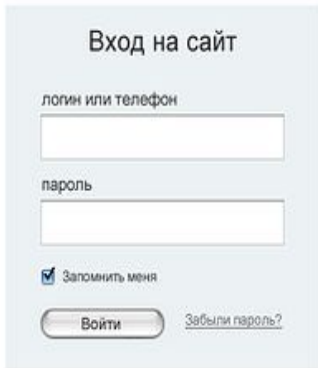 Вход на сайт
логин или телефон
пароль
Запомнить меня
Войти Забыли пароль?